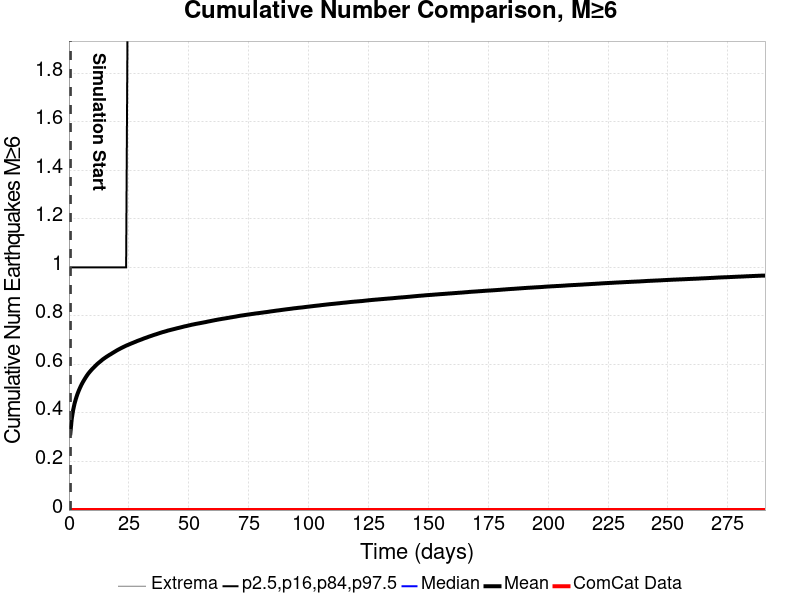 Cumulative Number Comparison, M≥6
Cumulative Num Earthquakes M≥6
1.8
1.6
1.4
1.2
1
0.8
0.6
0.4
0.2
0
Simulation Start
0 25 50 75 100 125 150 175 200 225 250 275
Time (days)
Extrema p2.5,p16,p84,p97.5 Median Mean ComCat Data